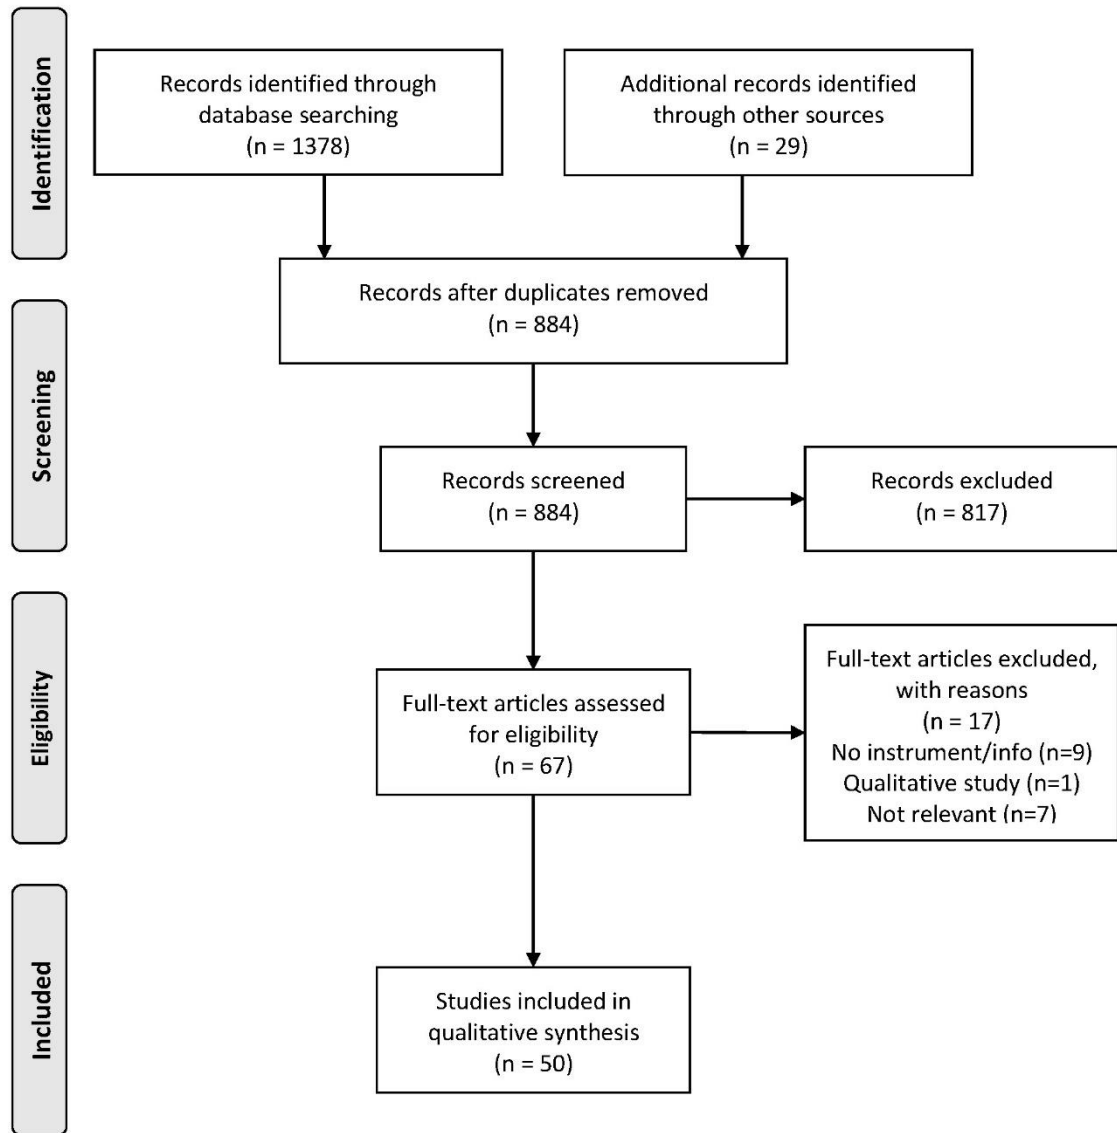 Identification
Records identified through
database searching
(n = 1378)
Additional records identified
through other sources
(n = 29)
Records after duplicates removed
(n = 884)
Screening
Records screened
(n = 884)
Records excluded
(n = 817)
Eligibility
Full-text articles assessed
for eligibility
(n = 67)
Full-text articles excluded,
with reasons
(n = 17)
No instrument/info (n=9)
Qualitative study (n=1)
Not relevant (n=7)
Included
Studies included in
qualitative synthesis
(n = 50)